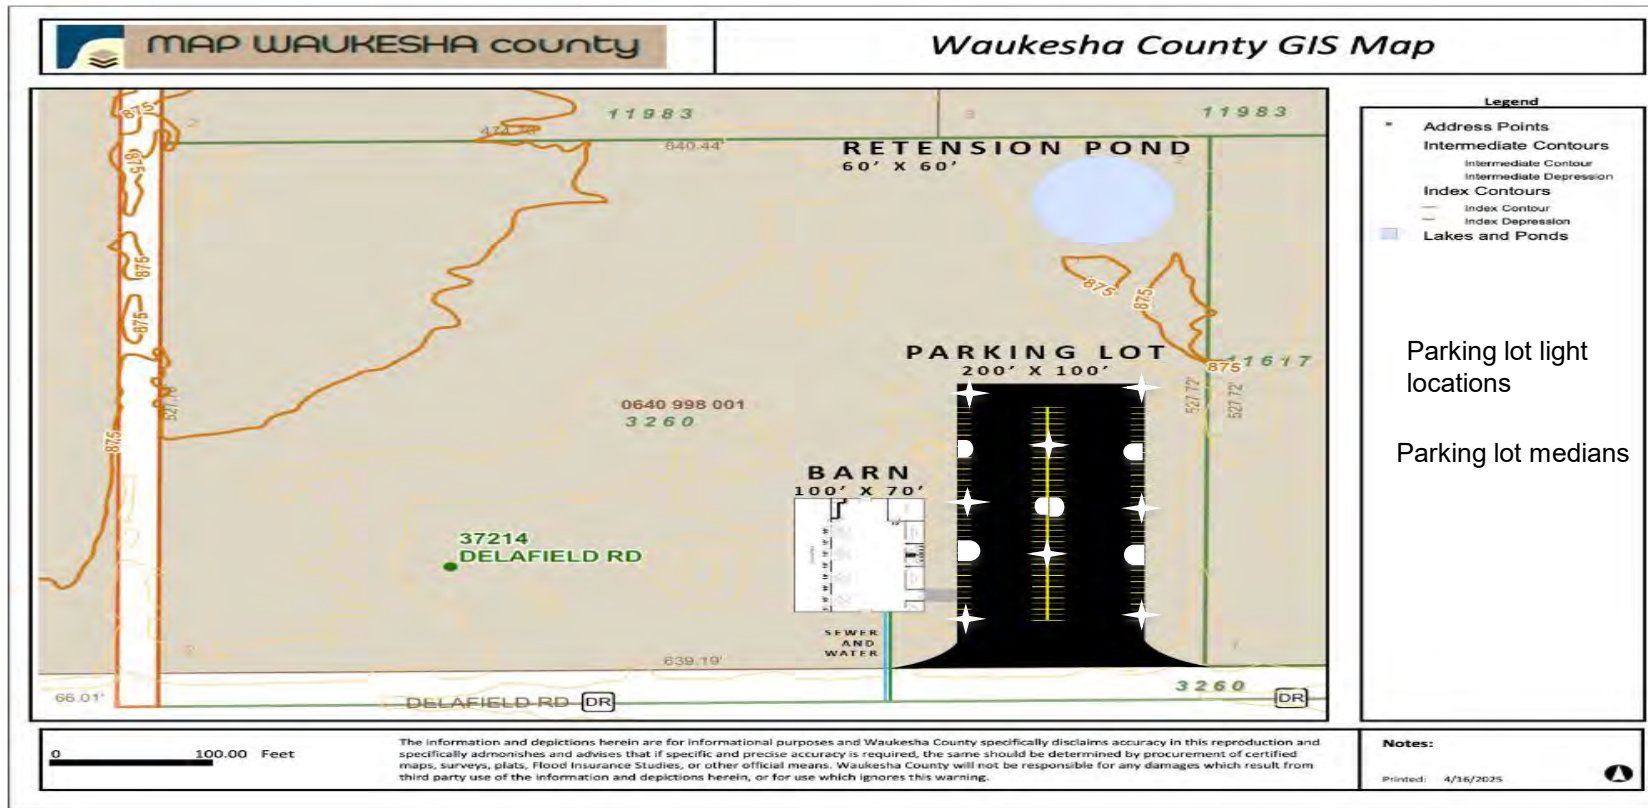 MAP WAUKESHA county
Waukesha County GIS Map
875
2
474.70'
11983
3
11983
640.44'
RETENSION POND
60' X 60'
875
875
875
875
875
PARKING LOT
200' X 100'
875
11617
527.78'
527.72'
527.72'
0640 998 001
3260
875
BARN
100' X 70'
37214
DELAFIELD RD
SEWER
AND
WATER
639.19'
66.01'
DELAFIELD RD
DR
3260
DR
Legend
Address Points
Intermediate Contours
Intermediate Contour
Intermediate Depression
Index Contours
Index Contour
Index Depression
Lakes and Ponds
Parking lot light
locations
Parking lot medians
0
100.00 Feet
The information and depictions herein are for informational purposes and Waukesha County specifically disclaims accuracy in this reproduction and
specifically admonishes and advises that if specific and precise accuracy is required, the same should be determined by procurement of certified
maps, surveys, plats, Flood Insurance Studies, or other official means. Waukesha County will not be responsible for any damages which result from
third party use of the information and depictions herein, or for use which ignores this warning.
Notes:
Printed: 4/16/2025